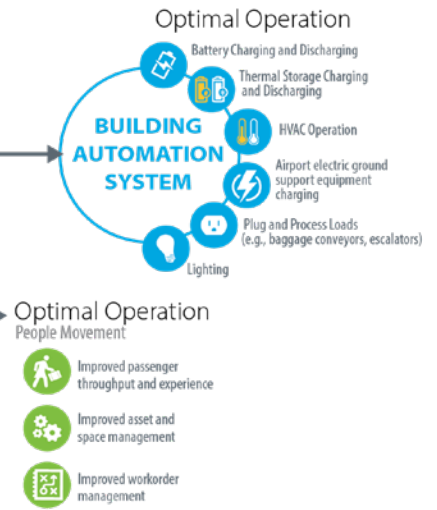 Optimal Operation
Battery Charging and Discharging
Thermal Storage Charging
and Discharging
BUILDING
AUTOMATION
SYSTEM
HVAC Operation
Airport electric ground
support equipment
charging
Plug and Process Loads
(e.g., baggage conveyors, escalators)
Lighting
Optimal Operation
People Movement
Improved passenger
throughput and experience
Improved asset and
space management
Improved workorder
management